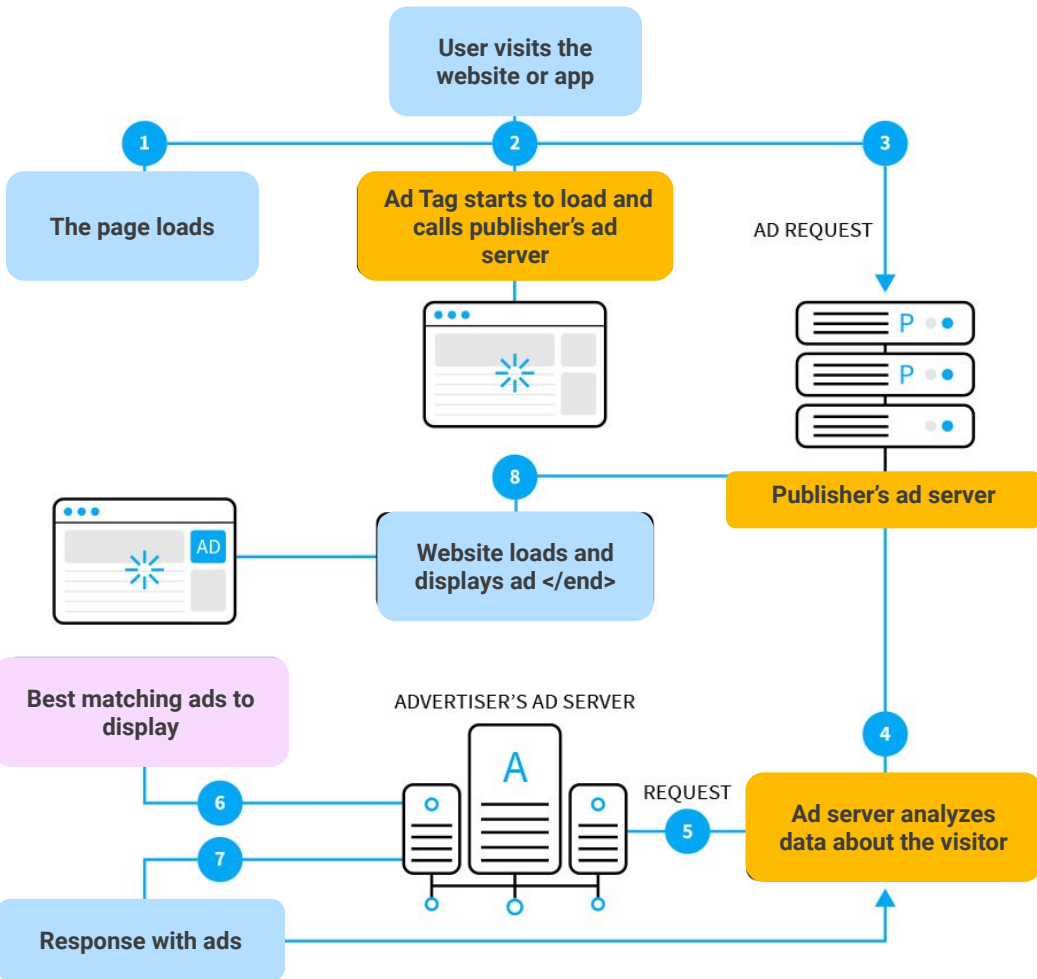 User visits the
website or app
1
2
3
The page loads
Ad Tag starts to load and
calls publisher's ad
server
AD REQUEST
P
P
8
Publisher's ad server
AD
Website loads and
displays ad </end>
Best matching ads to
display
ADVERTISER'S AD SERVER
4
A
6
REQUEST
5
Ad server analyzes
data about the visitor
7
Response with ads